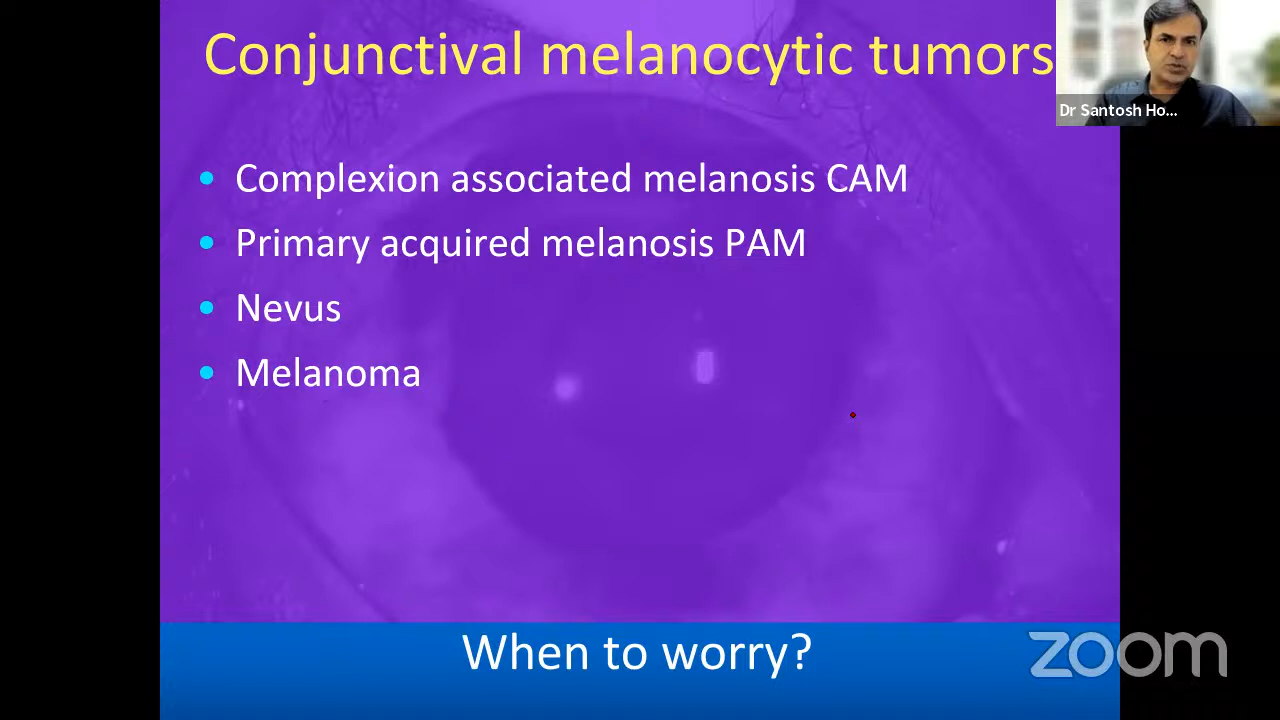 Conjunctival melanocytic tumors
Dr Santosh Ho...
• Complexion associated melanosis CAM
• Primary acquired melanosis PAM
• Nevus
• Melanoma
When to worry?
zoom